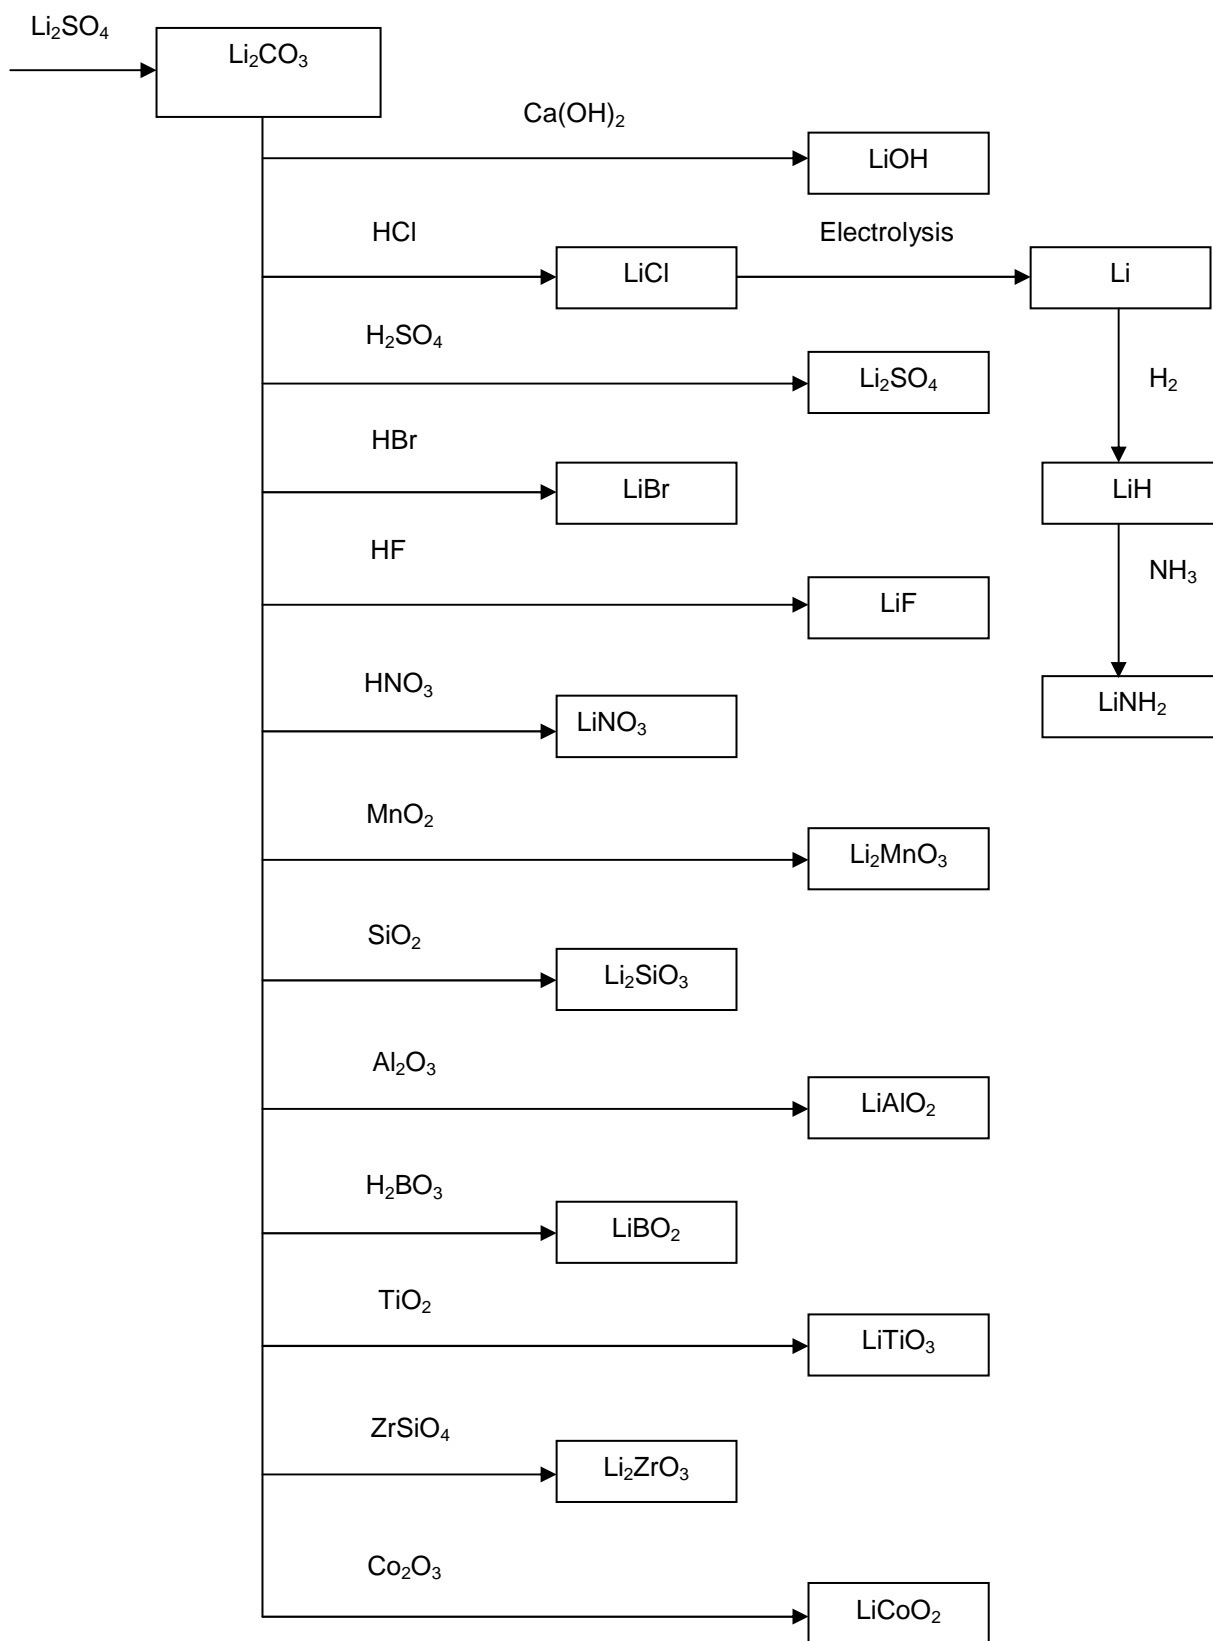 Li₂SO₄
Li₂CO₃
Ca(OH)₂
LiOH
HCl
Electrolysis
LiCl
Li
H₂SO₄
Li₂SO₄
H₂
HBr
LiBr
LiH
HF
NH₃
LiF
HNO₃
LiNH₂
LiNO₃
MnO₂
Li₂MnO₃
SiO₂
Li₂SiO₃
Al₂O₃
LiAlO₂
H₂BO₃
LiBO₂
TiO₂
LiTiO₃
ZrSiO₄
Li₂ZrO₃
Co₂O₃
LiCoO₂